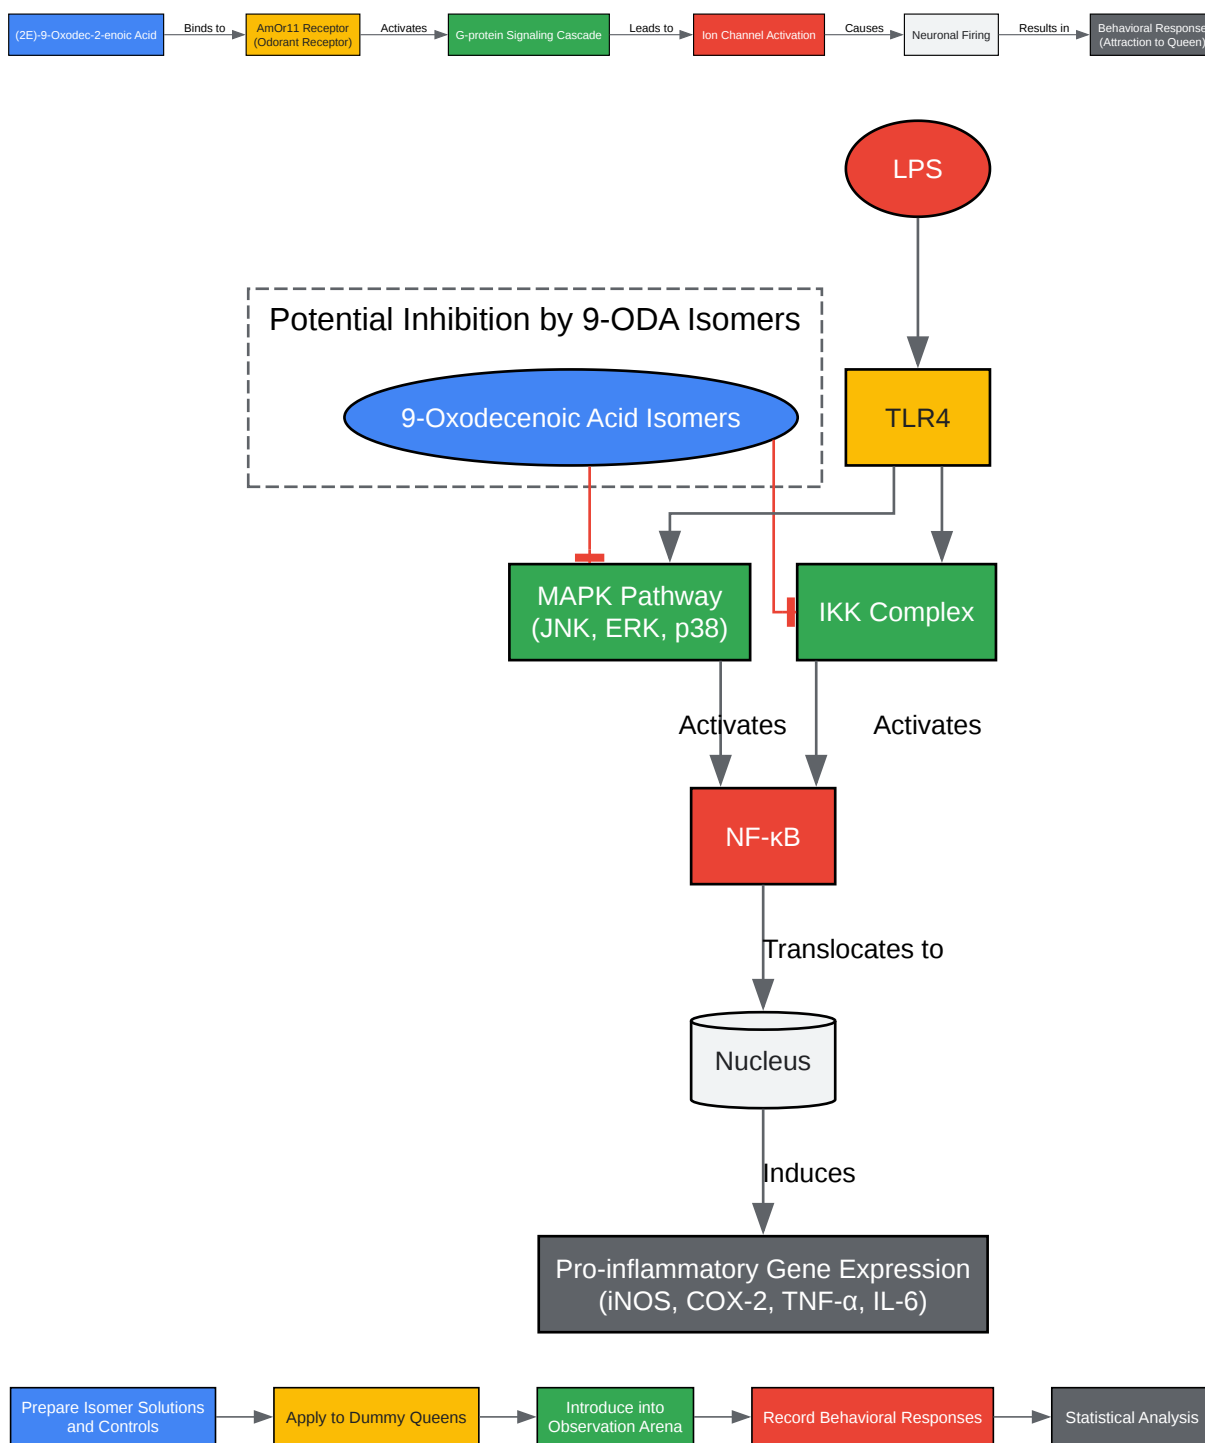 (2E)-9-Oxodec-2-enoic Acid
Binds to
AmOr11 Receptor
(Odorant Receptor)
Activates
G-protein Signaling Cascade
Leads to
Ion Channel Activation
Causes
Neuronal Firing
Results in
Behavioral Response
(Attraction to Queen)
LPS
Potential Inhibition by 9-ODA Isomers
9-Oxodecenoic Acid Isomers
TLR4
MAPK Pathway
(JNK, ERK, p38)
IKK Complex
Activates
Activates
NF-κB
Translocates to
Nucleus
Induces
Pro-inflammatory Gene Expression
(iNOS, COX-2, TNF-α, IL-6)
Prepare Isomer Solutions
and Controls
Apply to Dummy Queens
Introduce into
Observation Arena
Record Behavioral Responses
Statistical Analysis